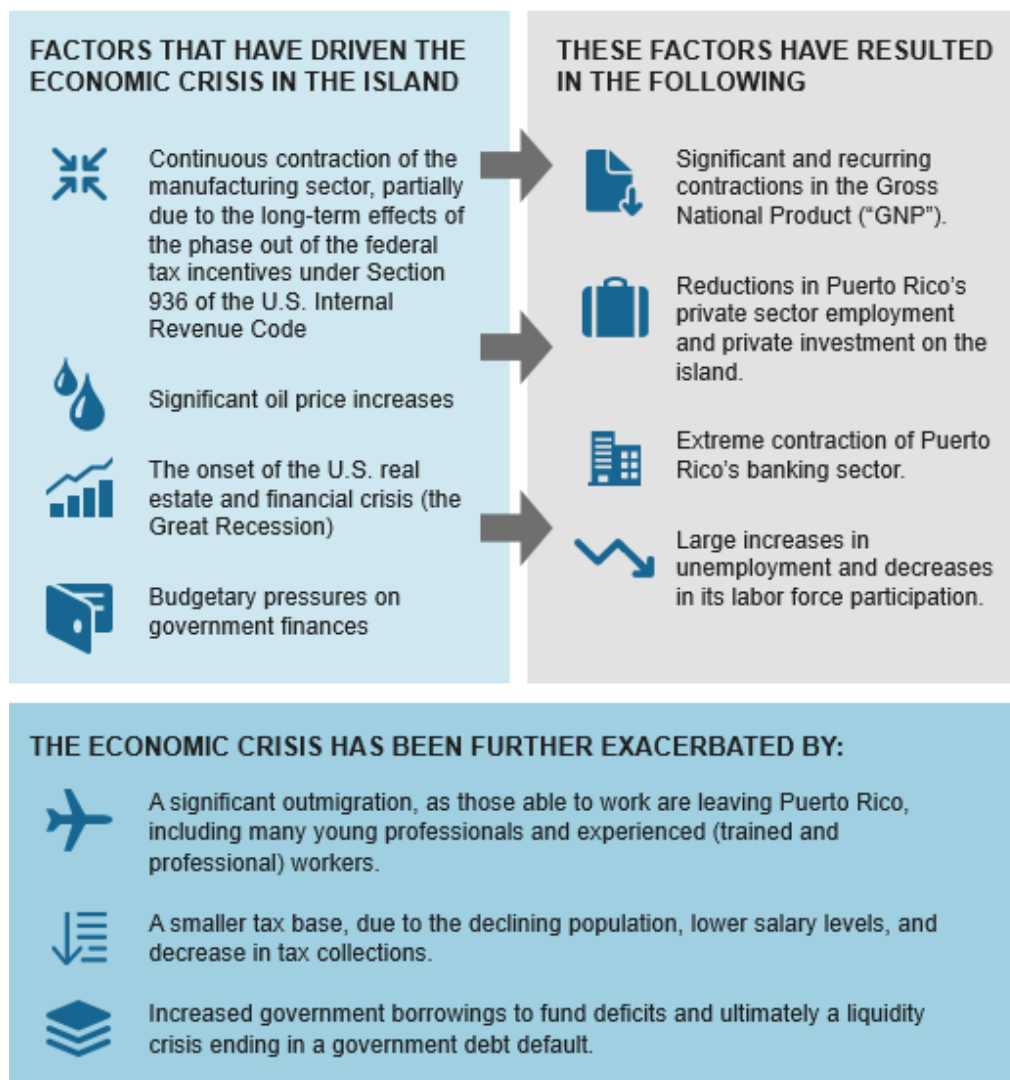 FACTORS THAT HAVE DRIVEN THE
ECONOMIC CRISIS IN THE ISLAND
Continuous contraction of the
manufacturing sector, partially
due to the long-term effects of
the phase out of the federal
tax incentives under Section
936 of the U.S. Internal
Revenue Code
Significant oil price increases
The onset of the U.S. real
estate and financial crisis (the
Great Recession)
Budgetary pressures on
government finances
THESE FACTORS HAVE RESULTED
IN THE FOLLOWING
Significant and recurring
contractions in the Gross
National Product (“GNP”).
Reductions in Puerto Rico’s
private sector employment
and private investment on the
island.
Extreme contraction of Puerto
Rico’s banking sector.
Large increases in
unemployment and decreases
in its labor force participation.
THE ECONOMIC CRISIS HAS BEEN FURTHER EXACERBATED BY:
A significant outmigration, as those able to work are leaving Puerto Rico,
including many young professionals and experienced (trained and
professional) workers.
A smaller tax base, due to the declining population, lower salary levels, and
decrease in tax collections.
Increased government borrowings to fund deficits and ultimately a liquidity
crisis ending in a government debt default.